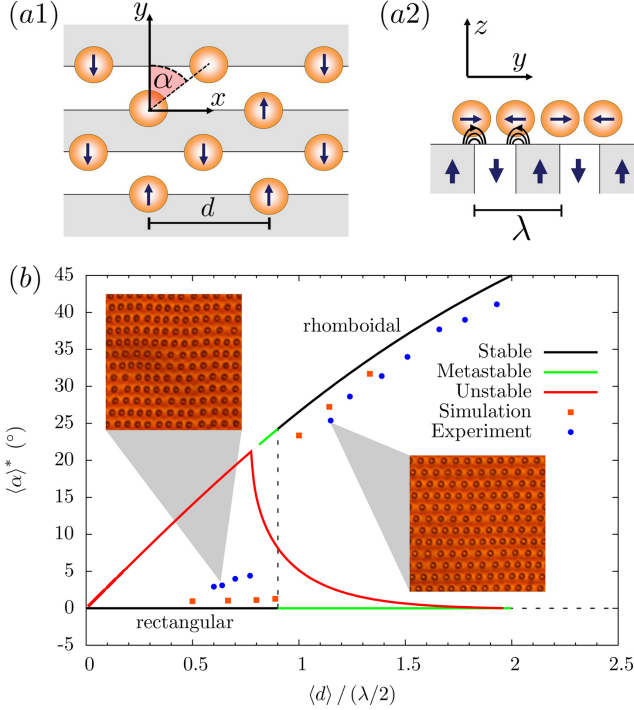 (a1)
y
α
x
d
(a2)
z
y
λ
(b)
45
40
35
30
25
20
15
10
5
0
-5
⟨α⟩* (°)
rhomboidal
Stable
Metastable
Unstable
Simulation
Experiment
rectangular
0 0.5 1 1.5 2 2.5
⟨d⟩ / (λ/2)